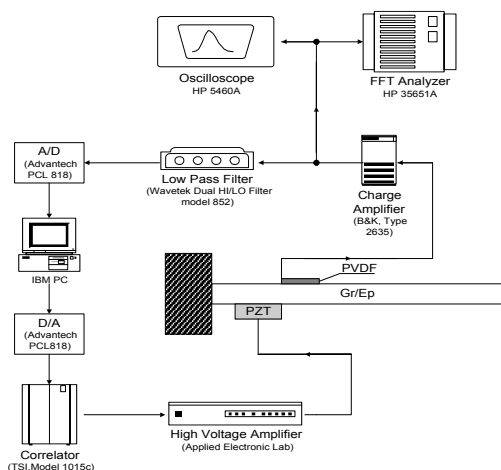 Oscilloscope
HP 5460A
FFT Analyzer
HP 35651A
A/D
(Advantech
PCL 818)
Low Pass Filter
(Wavetek Dual HI/LO Filter
model 852)
Charge
Amplifier
(B&K, Type
2635)
IBM PC
PVDF
Gr/Ep
PZT
D/A
(Advantech
PCL818)
High Voltage Amplifier
(Applied Electronic Lab)
Correlator
(TSI,Model 1015c)